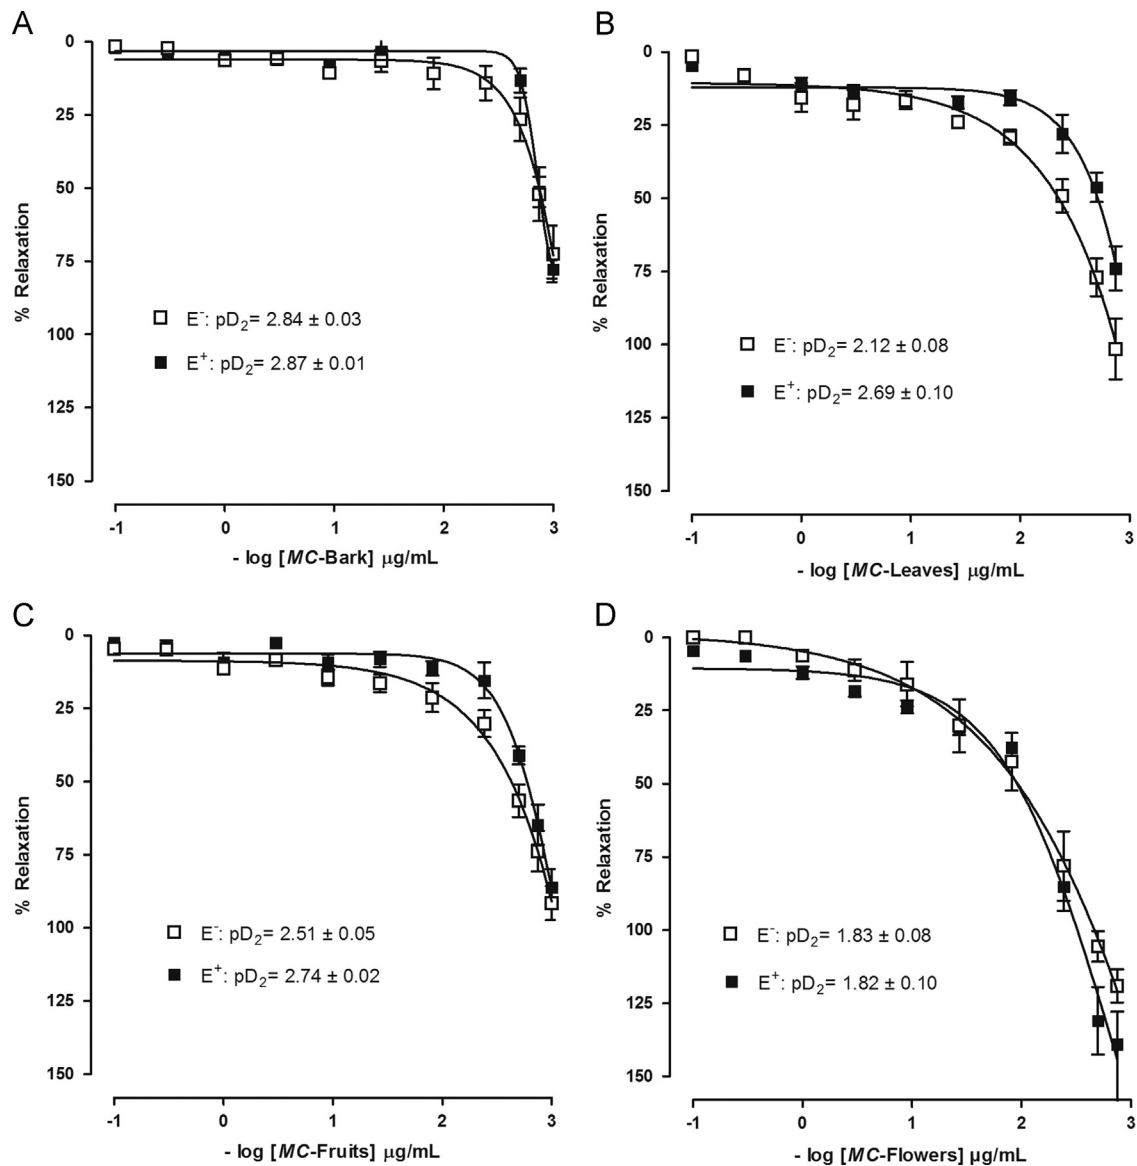 A
0
25
50
75
100
125
150
% Relaxation
E-: pD2= 2.84 ± 0.03
E+: pD2= 2.87 ± 0.01
-1 0 1 2 3
- log [MC-Bark] μg/mL
B
0
25
50
75
100
125
150
% Relaxation
E-: pD2= 2.12 ± 0.08
E+: pD2= 2.69 ± 0.10
-1 0 1 2 3
- log [MC-Leaves] μg/mL
C
0
25
50
75
100
125
150
% Relaxation
E-: pD2= 2.51 ± 0.05
E+: pD2= 2.74 ± 0.02
-1 0 1 2 3
- log [MC-Fruits] μg/mL
D
0
25
50
75
100
125
150
% Relaxation
E-: pD2= 1.83 ± 0.08
E+: pD2= 1.82 ± 0.10
-1 0 1 2 3
- log [MC-Flowers] μg/mL